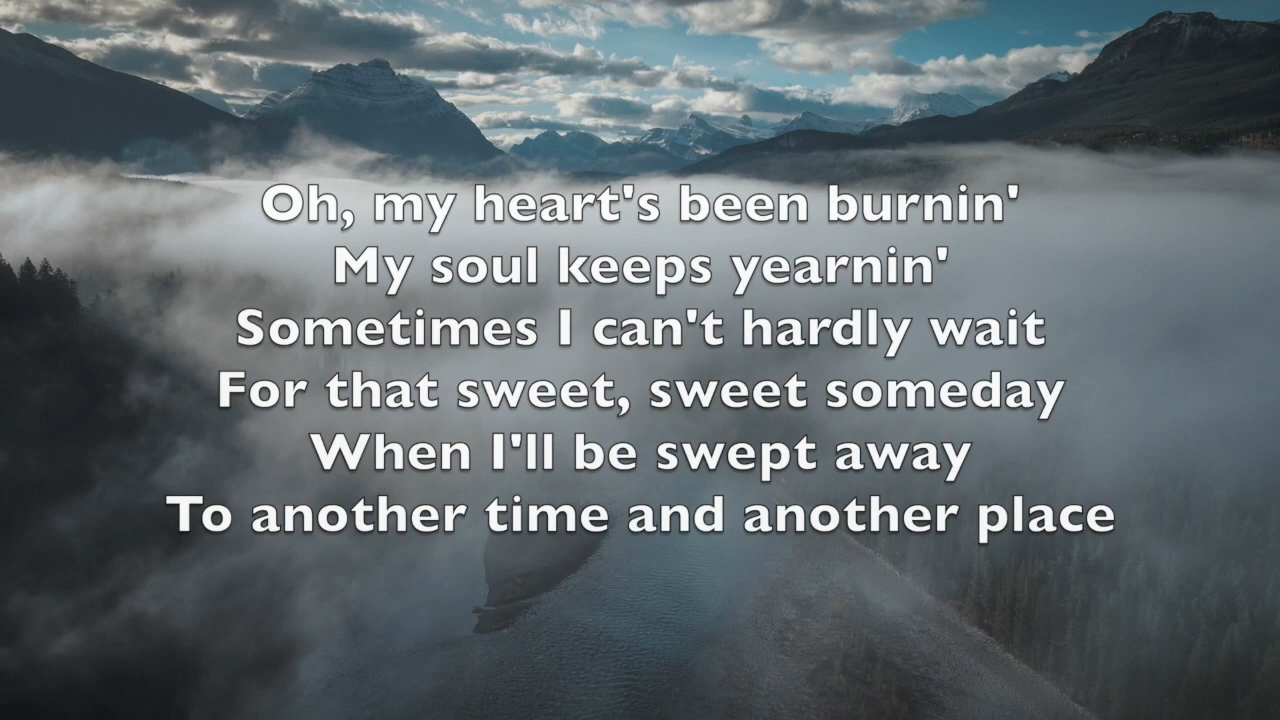 Oh, my heart's been burnin'
My soul keeps yearnin'
Sometimes I can't hardly wait
For that sweet, sweet someday
When I'll be swept away
To another time and another place